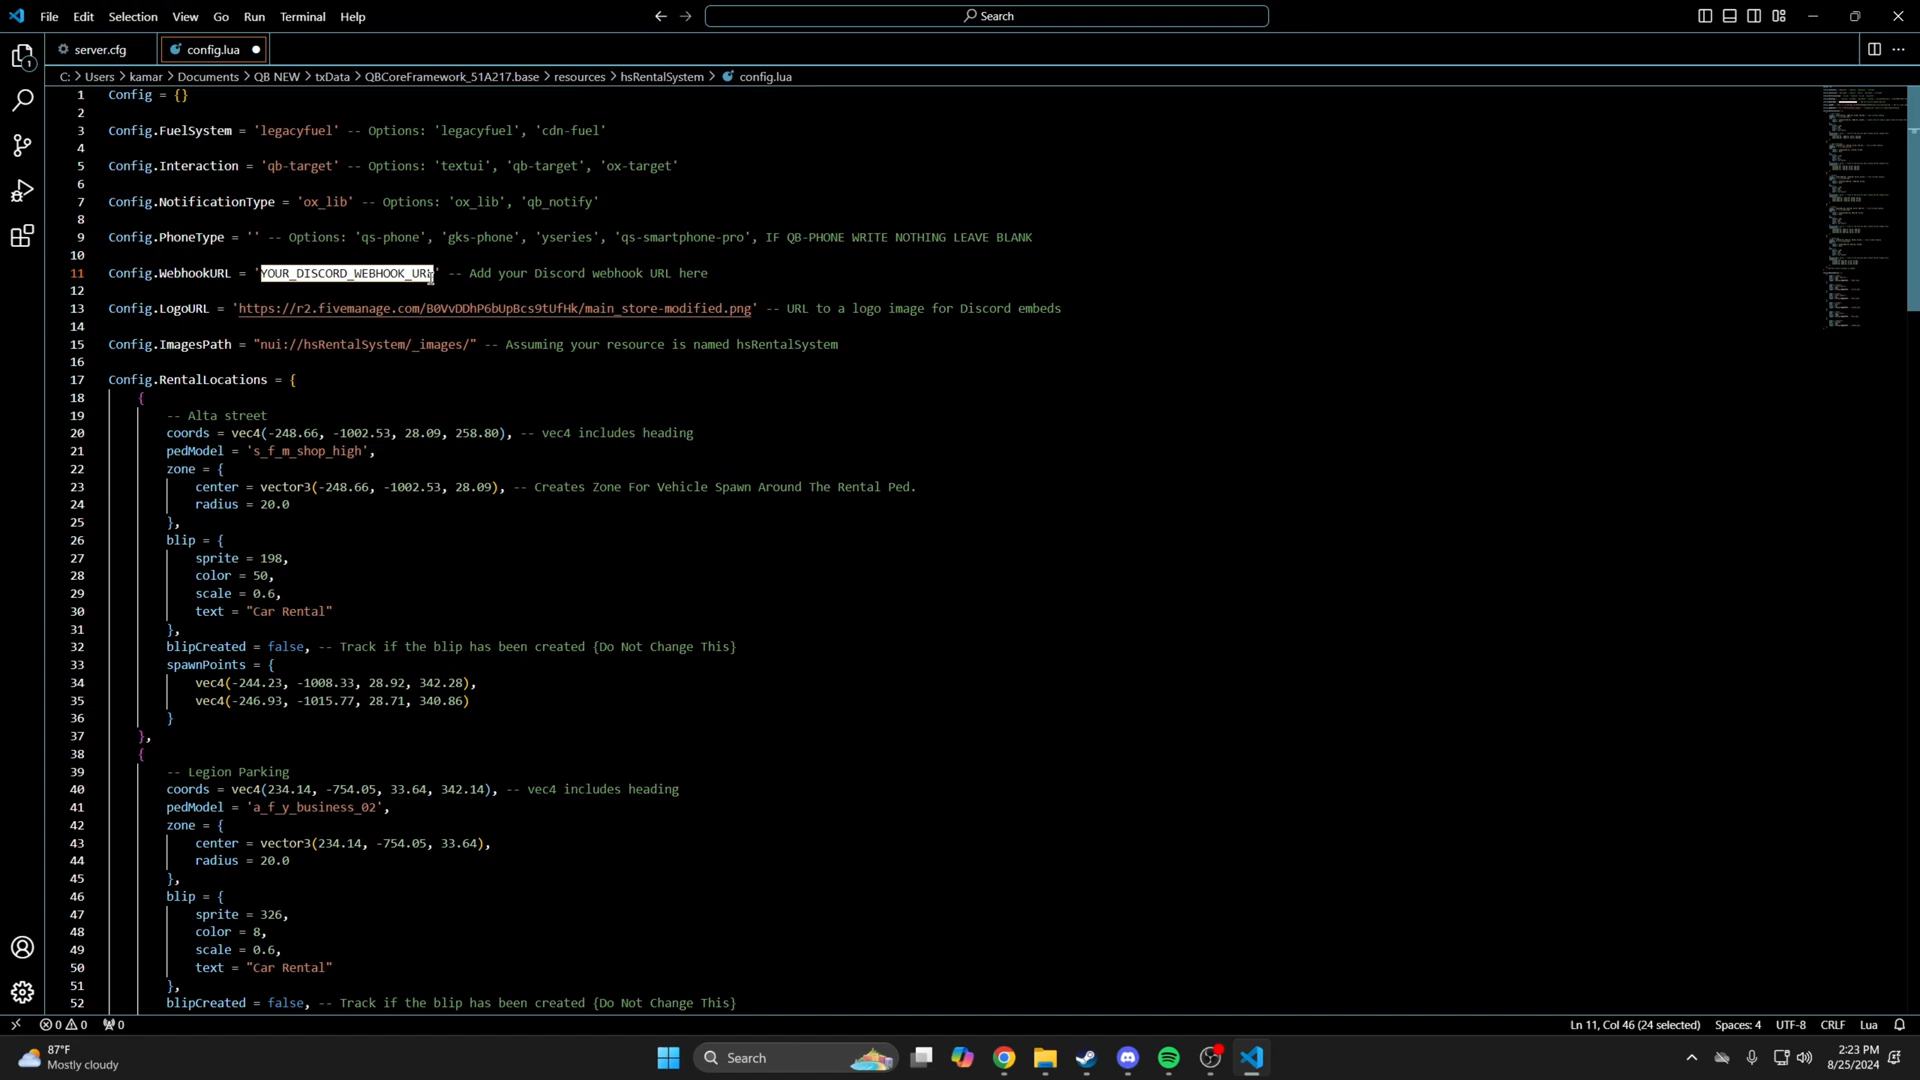 File Edit Selection View Go Run Terminal Help
Search
server.cfg
config.lua
C: > Users > kamar > Documents > QB NEW > txData > QBCoreFramework_51A217.base > resources > hsRentalSystem > config.lua
1 Config = {}
2
3 Config.FuelSystem = 'legacyfuel' -- Options: 'legacyfuel', 'cdn-fuel'
4
5 Config.Interaction = 'qb-target' -- Options: 'textui', 'qb-target', 'ox-target'
6
7 Config.NotificationType = 'ox_lib' -- Options: 'ox_lib', 'qb_notify'
8
9 Config.PhoneType = '' -- Options: 'qs-phone', 'gks-phone', 'yseries', 'qs-smartphone-pro', IF QB-PHONE WRITE NOTHING LEAVE BLANK
10
11 Config.WebhookURL = 'YOUR_DISCORD_WEBHOOK_URL' -- Add your Discord webhook URL here
12
13 Config.LogoURL = 'https://r2.fivemanage.com/B0VvDDhP6bUpBcs9tUfHk/main_store-modified.png' -- URL to a logo image for Discord embeds
14
15 Config.ImagesPath = "nui://hsRentalSystem/_images/" -- Assuming your resource is named hsRentalSystem
16
17 Config.RentalLocations = {
18 {
19 -- Alta street
20 coords = vec4(-248.66, -1002.53, 28.09, 258.80), -- vec4 includes heading
21 pedModel = 's_f_m_shop_high',
22 zone = {
23 center = vector3(-248.66, -1002.53, 28.09), -- Creates Zone For Vehicle Spawn Around The Rental Ped.
24 radius = 20.0
25 },
26 blip = {
27 sprite = 198,
28 color = 50,
29 scale = 0.6,
30 text = "Car Rental"
31 },
32 blipCreated = false, -- Track if the blip has been created {Do Not Change This}
33 spawnPoints = {
34 vec4(-244.23, -1008.33, 28.92, 342.28),
35 vec4(-246.93, -1015.77, 28.71, 340.86)
36 }
37 },
38 {
39 -- Legion Parking
40 coords = vec4(234.14, -754.05, 33.64, 342.14), -- vec4 includes heading
41 pedModel = 'a_f_y_business_02',
42 zone = {
43 center = vector3(234.14, -754.05, 33.64),
44 radius = 20.0
45 },
46 blip = {
47 sprite = 326,
48 color = 8,
49 scale = 0.6,
50 text = "Car Rental"
51 },
52 blipCreated = false, -- Track if the blip has been created {Do Not Change This}
0 0 0
Ln 11, Col 46 (24 selected) Spaces: 4 UTF-8 CRLF Lua
87°F
Mostly cloudy
Search
2:23 PM
8/25/2024